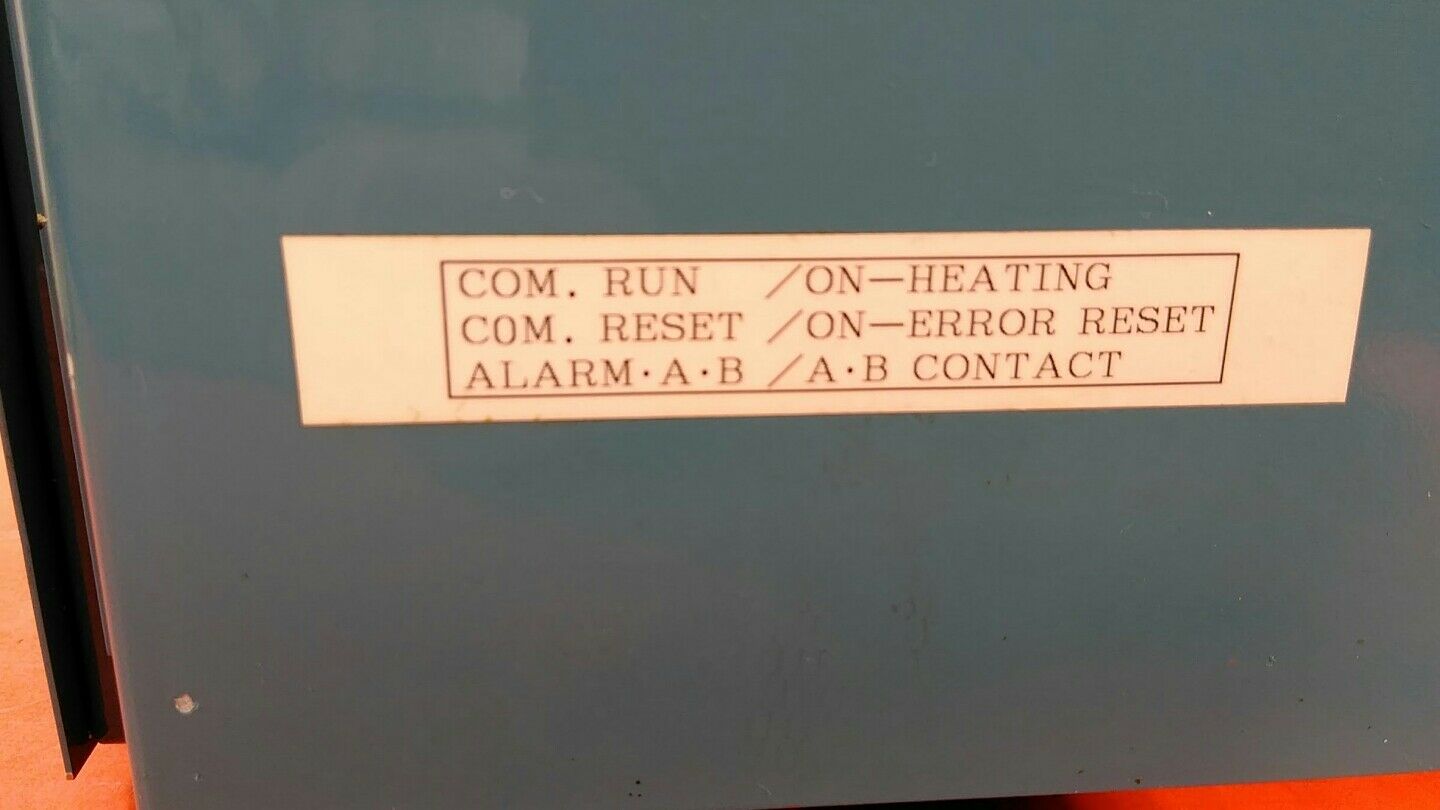 COM. RUN /ON—HEATING
COM. RESET /ON—ERROR RESET
ALARM·A·B /A·B CONTACT